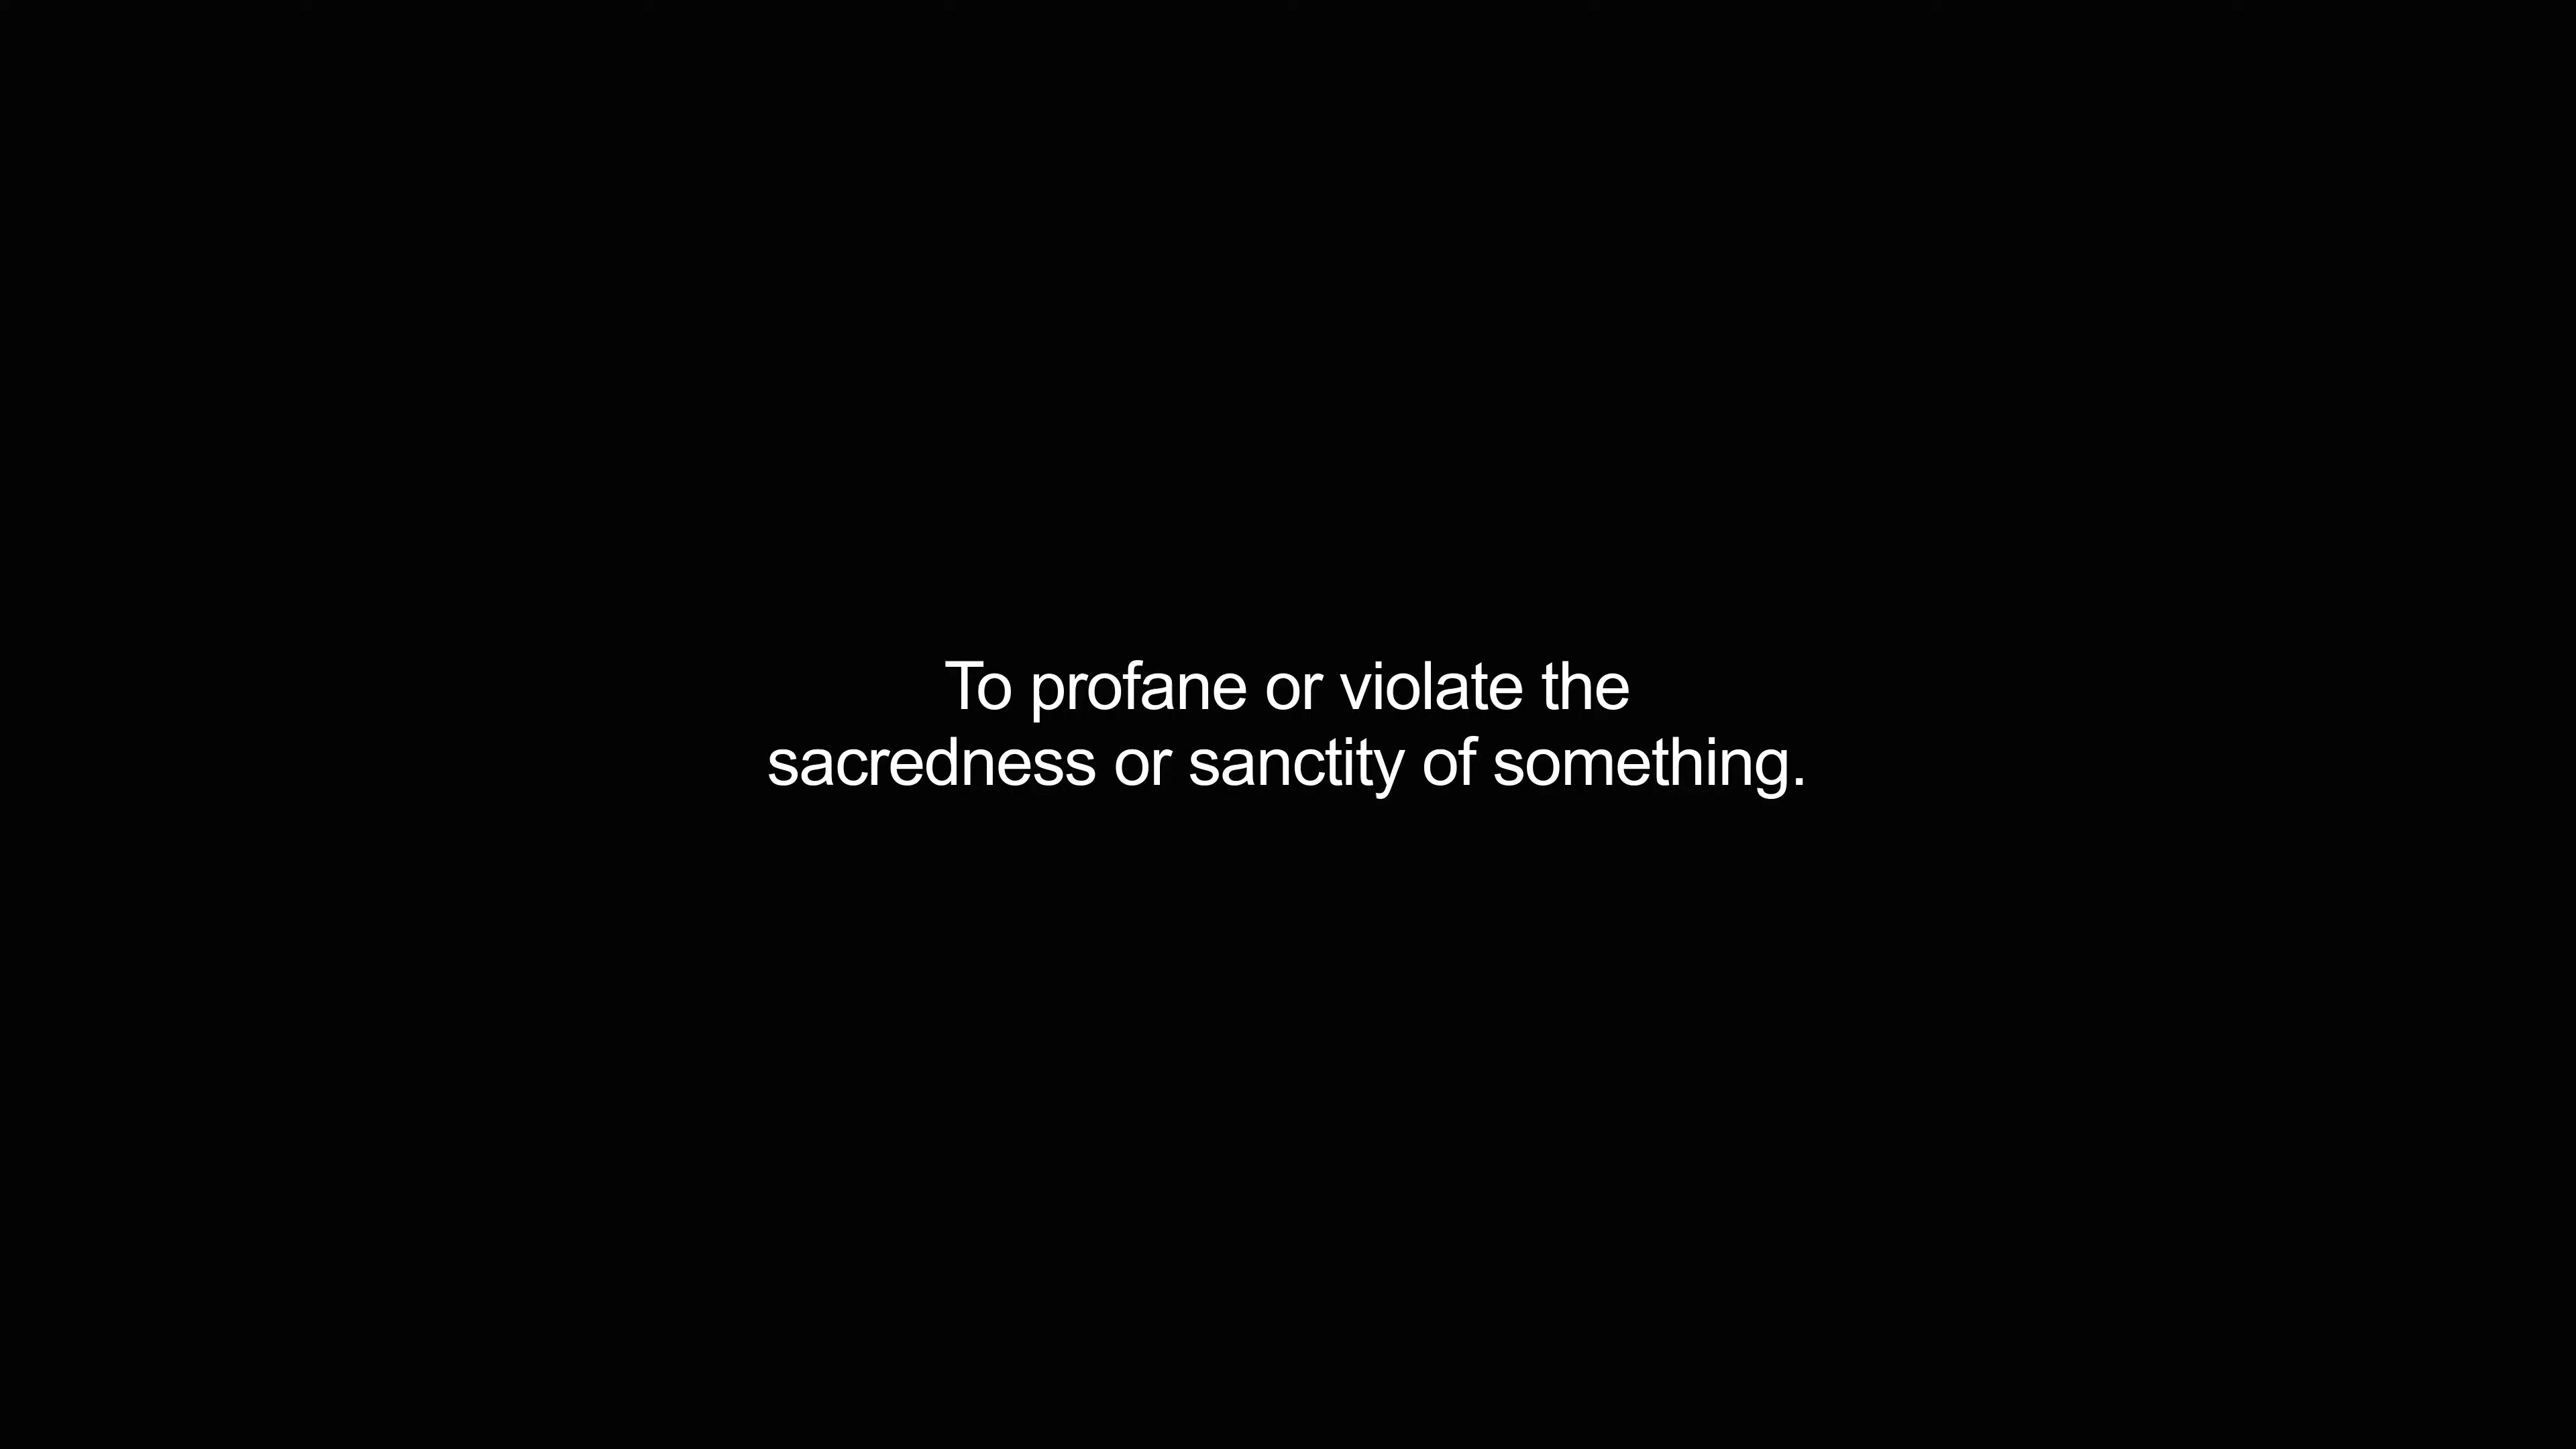 To profane or violate the
sacredness or sanctity of something.